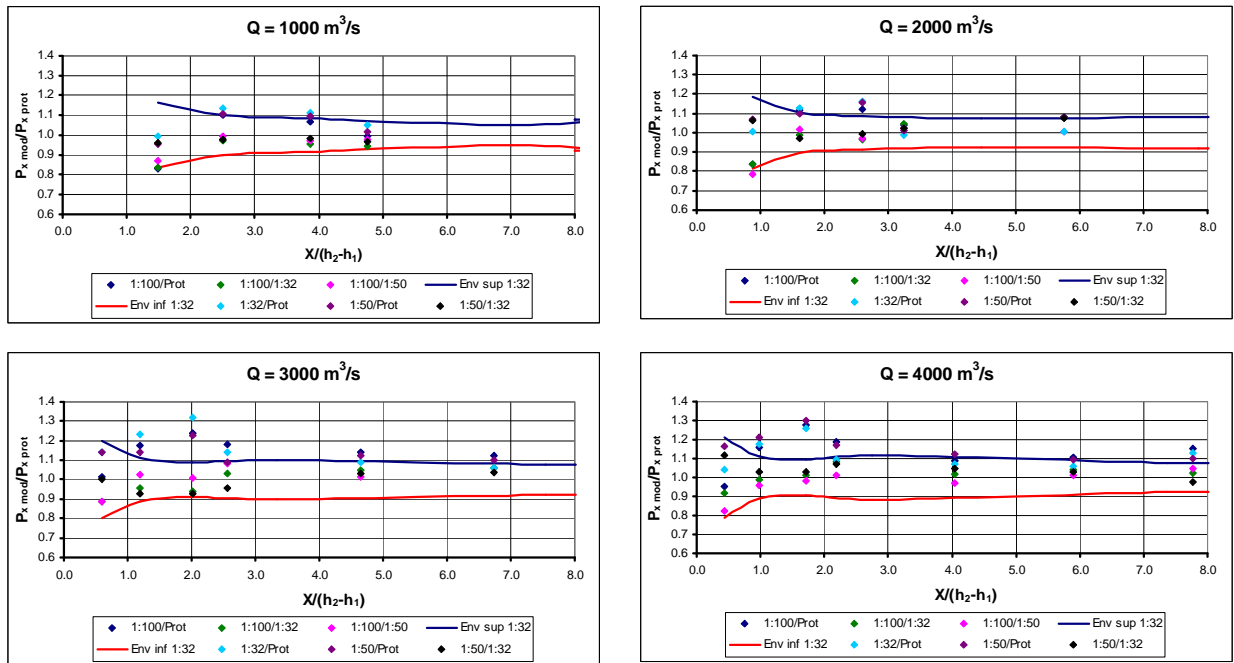 Q = 1000 m³/s
P x mod/P x prot
1.4
1.3
1.2
1.1
1.0
0.9
0.8
0.7
0.6
0.0 1.0 2.0 3.0 4.0 5.0 6.0 7.0 8.0
X/(h₂-h₁)
1:100/Prot 1:100/1:32 1:100/1:50 Env sup 1:32
Env inf 1:32 1:32/Prot 1:50/Prot 1:50/1:32
Q = 2000 m³/s
P x mod/P x prot
1.4
1.3
1.2
1.1
1.0
0.9
0.8
0.7
0.6
0.0 1.0 2.0 3.0 4.0 5.0 6.0 7.0 8.0
X/(h₂-h₁)
1:100/Prot 1:100/1:32 1:100/1:50 Env sup 1:32
Env inf 1:32 1:32/Prot 1:50/Prot 1:50/1:32
Q = 3000 m³/s
P x mod/P x prot
1.4
1.3
1.2
1.1
1.0
0.9
0.8
0.7
0.6
0.0 1.0 2.0 3.0 4.0 5.0 6.0 7.0 8.0
X/(h₂-h₁)
1:100/Prot 1:100/1:32 1:100/1:50 Env sup 1:32
Env inf 1:32 1:32/Prot 1:50/Prot 1:50/1:32
Q = 4000 m³/s
P x mod/P x prot
1.4
1.3
1.2
1.1
1.0
0.9
0.8
0.7
0.6
0.0 1.0 2.0 3.0 4.0 5.0 6.0 7.0 8.0
X/(h₂-h₁)
1:100/Prot 1:100/1:32 1:100/1:50 Env sup 1:32
Env inf 1:32 1:32/Prot 1:50/Prot 1:50/1:32